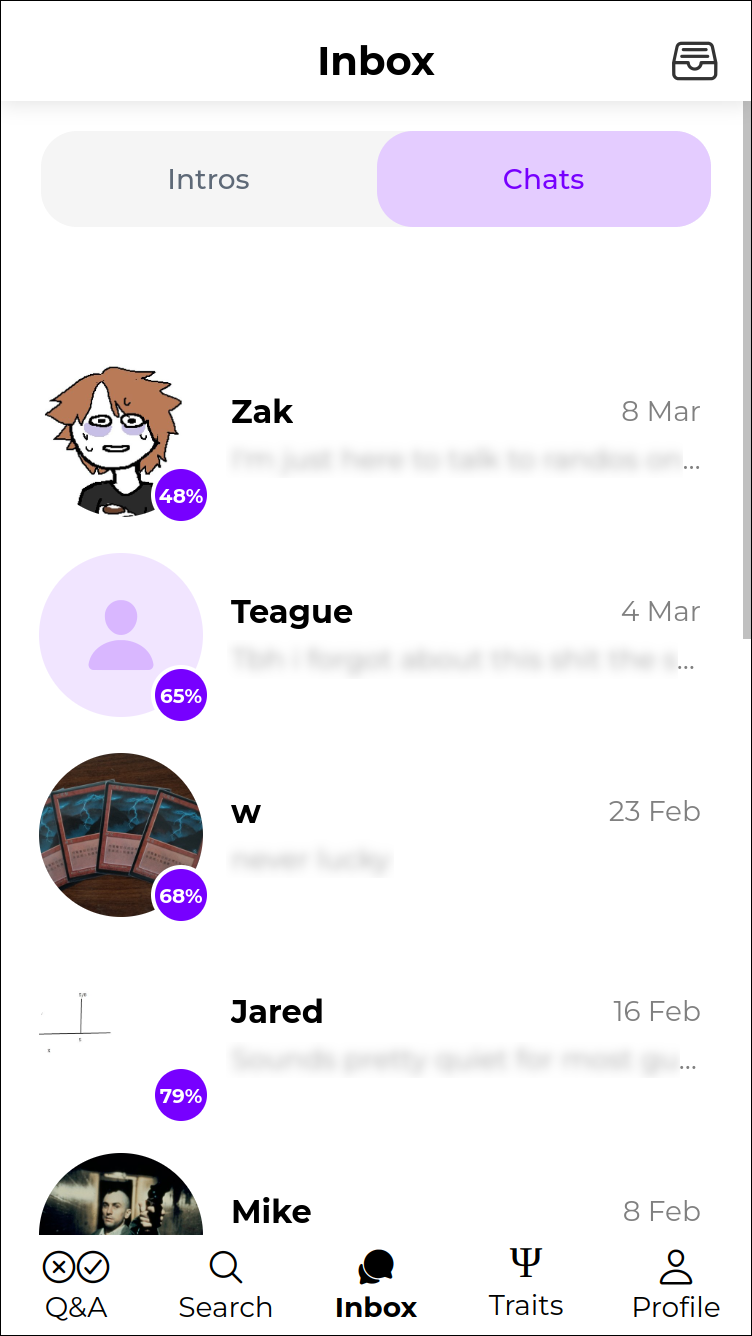 Inbox
Intros
Chats
Zak
8 Mar
I'm just here to talk to randos on...
48%
Teague
4 Mar
Tbh i forgot about this shit the s...
65%
w
23 Feb
never lucky
68%
Jared
16 Feb
Sounds pretty quiet for most gu...
79%
Mike
8 Feb
Q&A
Search
Inbox
Ψ
Traits
Profile